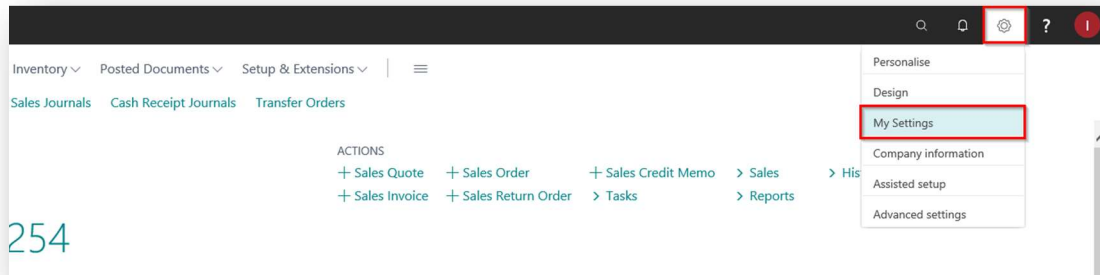 ?
I
Inventory Posted Documents Setup & Extensions
Sales Journals Cash Receipt Journals Transfer Orders
ACTIONS
+ Sales Quote + Sales Order + Sales Credit Memo > Sales > His
+ Sales Invoice + Sales Return Order > Tasks > Reports
254
Personalise
Design
My Settings
Company information
Assisted setup
Advanced settings